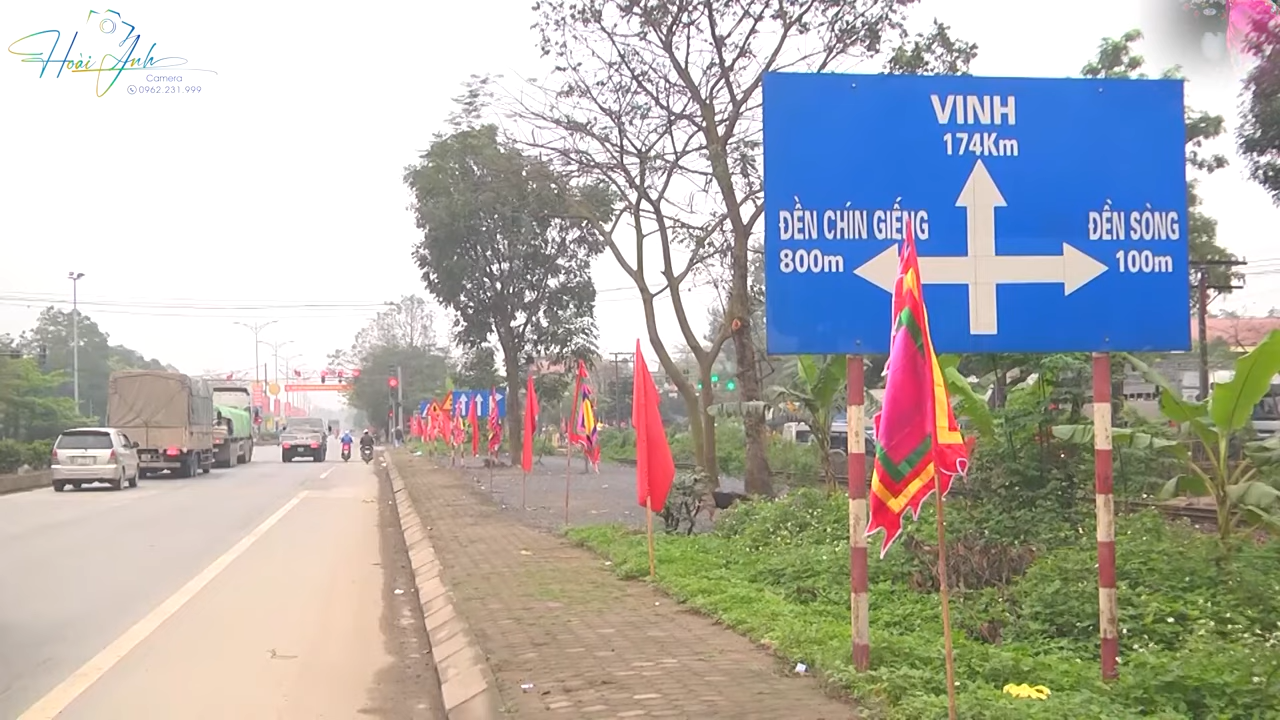 Hoài Anh
Camera
0962.231.999
VINH
174Km
ĐỀN CHÍN GIẾNG
800m
ĐỀN SÒNG
100m